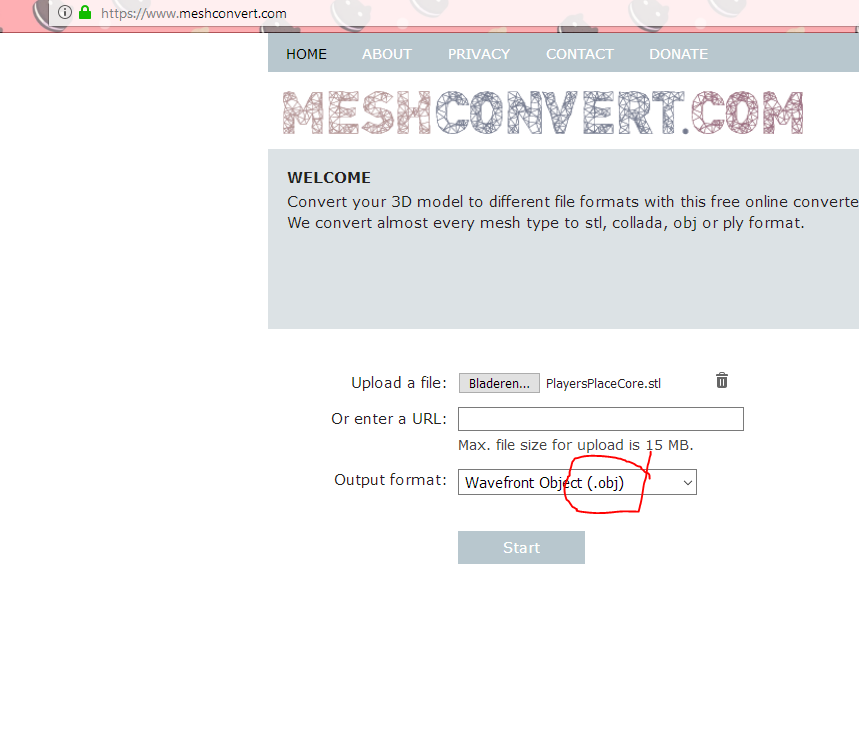 https://www.meshconvert.com
HOME ABOUT PRIVACY CONTACT DONATE
MESHCONVERT.COM
WELCOME
Convert your 3D model to different file formats with this free online converte
We convert almost every mesh type to stl, collada, obj or ply format.
Upload a file: Bladeren... PlayersPlaceCore.stl
Or enter a URL:
Max. file size for upload is 15 MB.
Output format: Wavefront Object (.obj)
Start